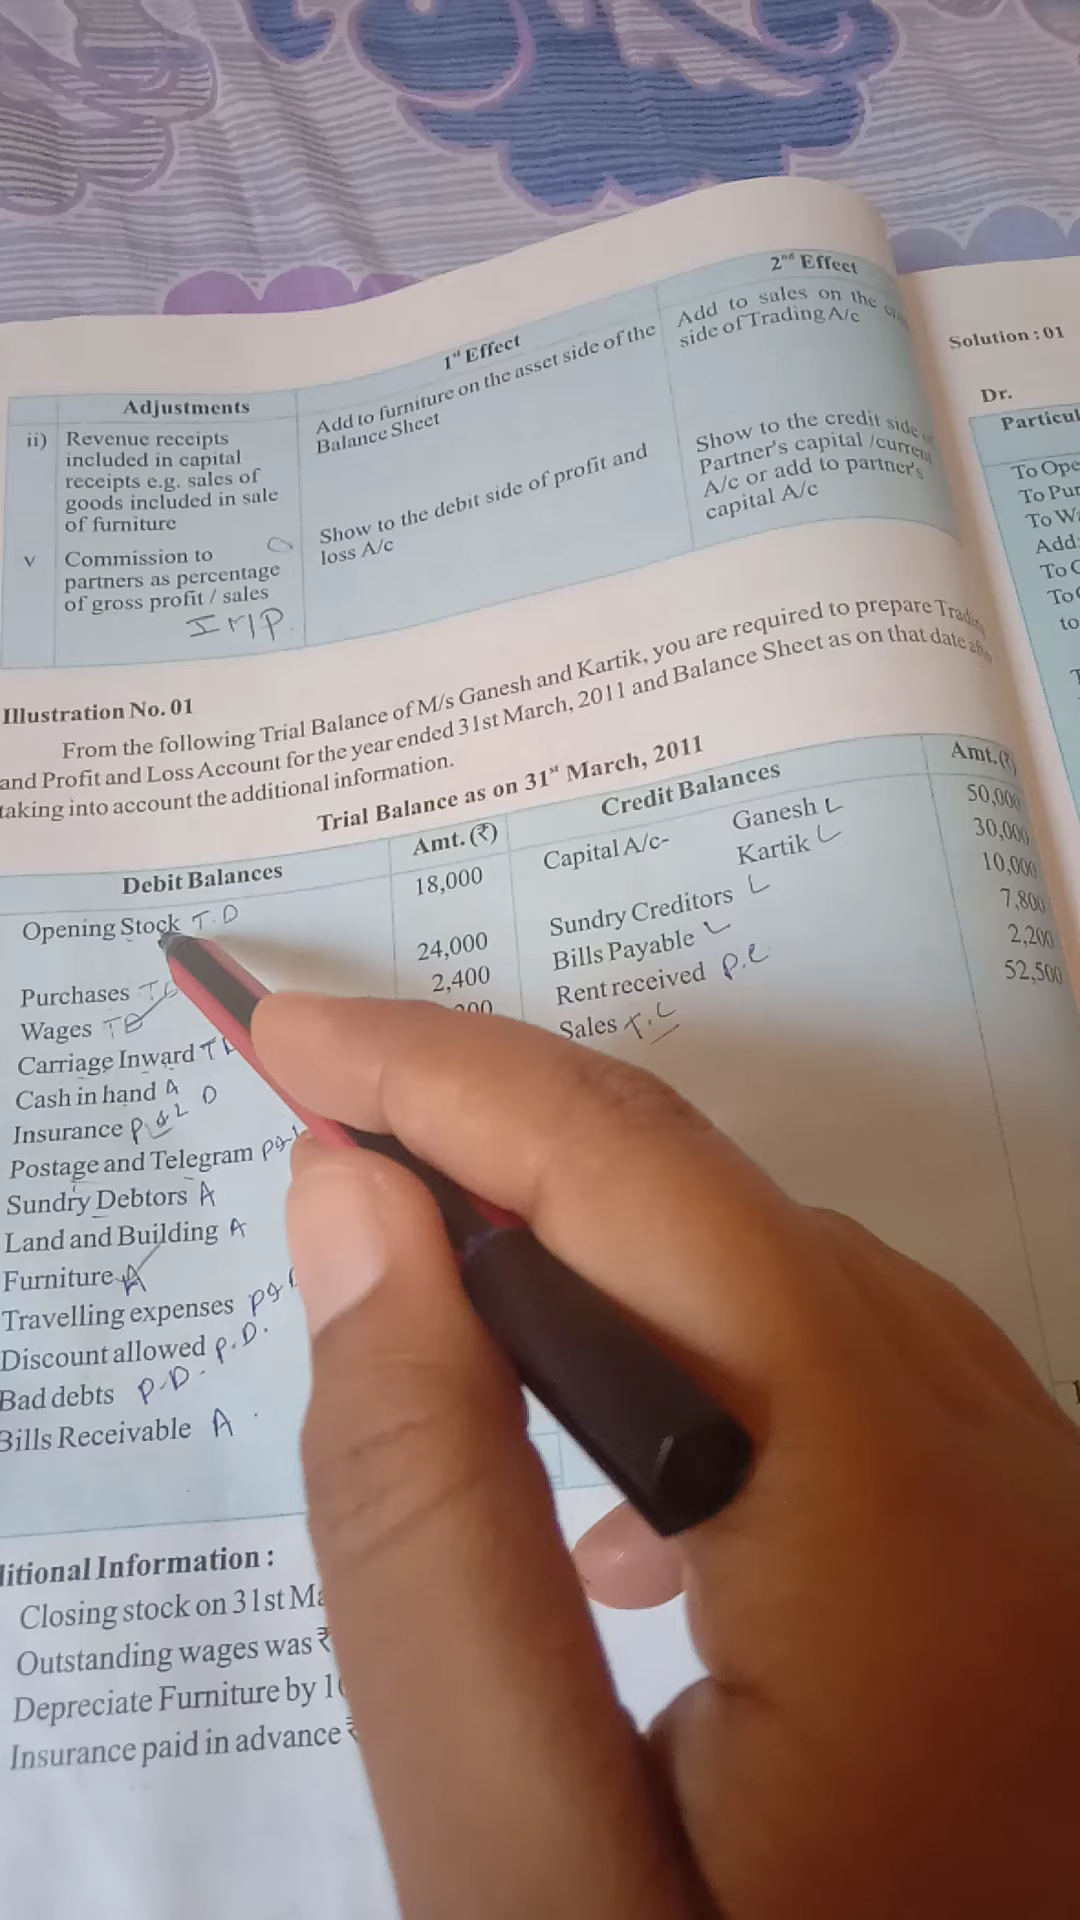 Adjustments
1st Effect
2nd Effect
ii) Revenue receipts
included in capital
receipts e.g. sales of
goods included in sale
of furniture
Add to furniture on the asset side of the
Balance Sheet
Add to sales on the
side of Trading A/c
v Commission to
partners as percentage
of gross profit / sales
Show to the debit side of profit and
loss A/c
Show to the credit side
Partner's capital /current
A/c or add to partner's
capital A/c
IMP.
Illustration No. 01
From the following Trial Balance of M/s Ganesh and Kartik, you are required to prepare Trading
and Profit and Loss Account for the year ended 31st March, 2011 and Balance Sheet as on that date after
taking into account the additional information.
Trial Balance as on 31st March, 2011
Debit Balances Amt. (₹) Credit Balances Amt.(₹)
Opening Stock T.D 18,000 Capital A/c- Ganesh L 50,000
Kartik L 30,000
Purchases 24,000 Sundry Creditors L 10,000
Wages 2,400 Bills Payable L 7,800
Carriage Inward Rent received 2,200
Cash in hand A Sales 52,500
Insurance P&L D
Postage and Telegram
Sundry Debtors A
Land and Building A
Furniture A
Travelling expenses
Discount allowed P.D.
Bad debts P.D.
Bills Receivable A
Information :
Closing stock on 31st
Outstanding wages was ₹
Depreciate Furniture by
Insurance paid in advance ₹
Solution : 01
Dr.
To
To
To
Add:
To
To
to